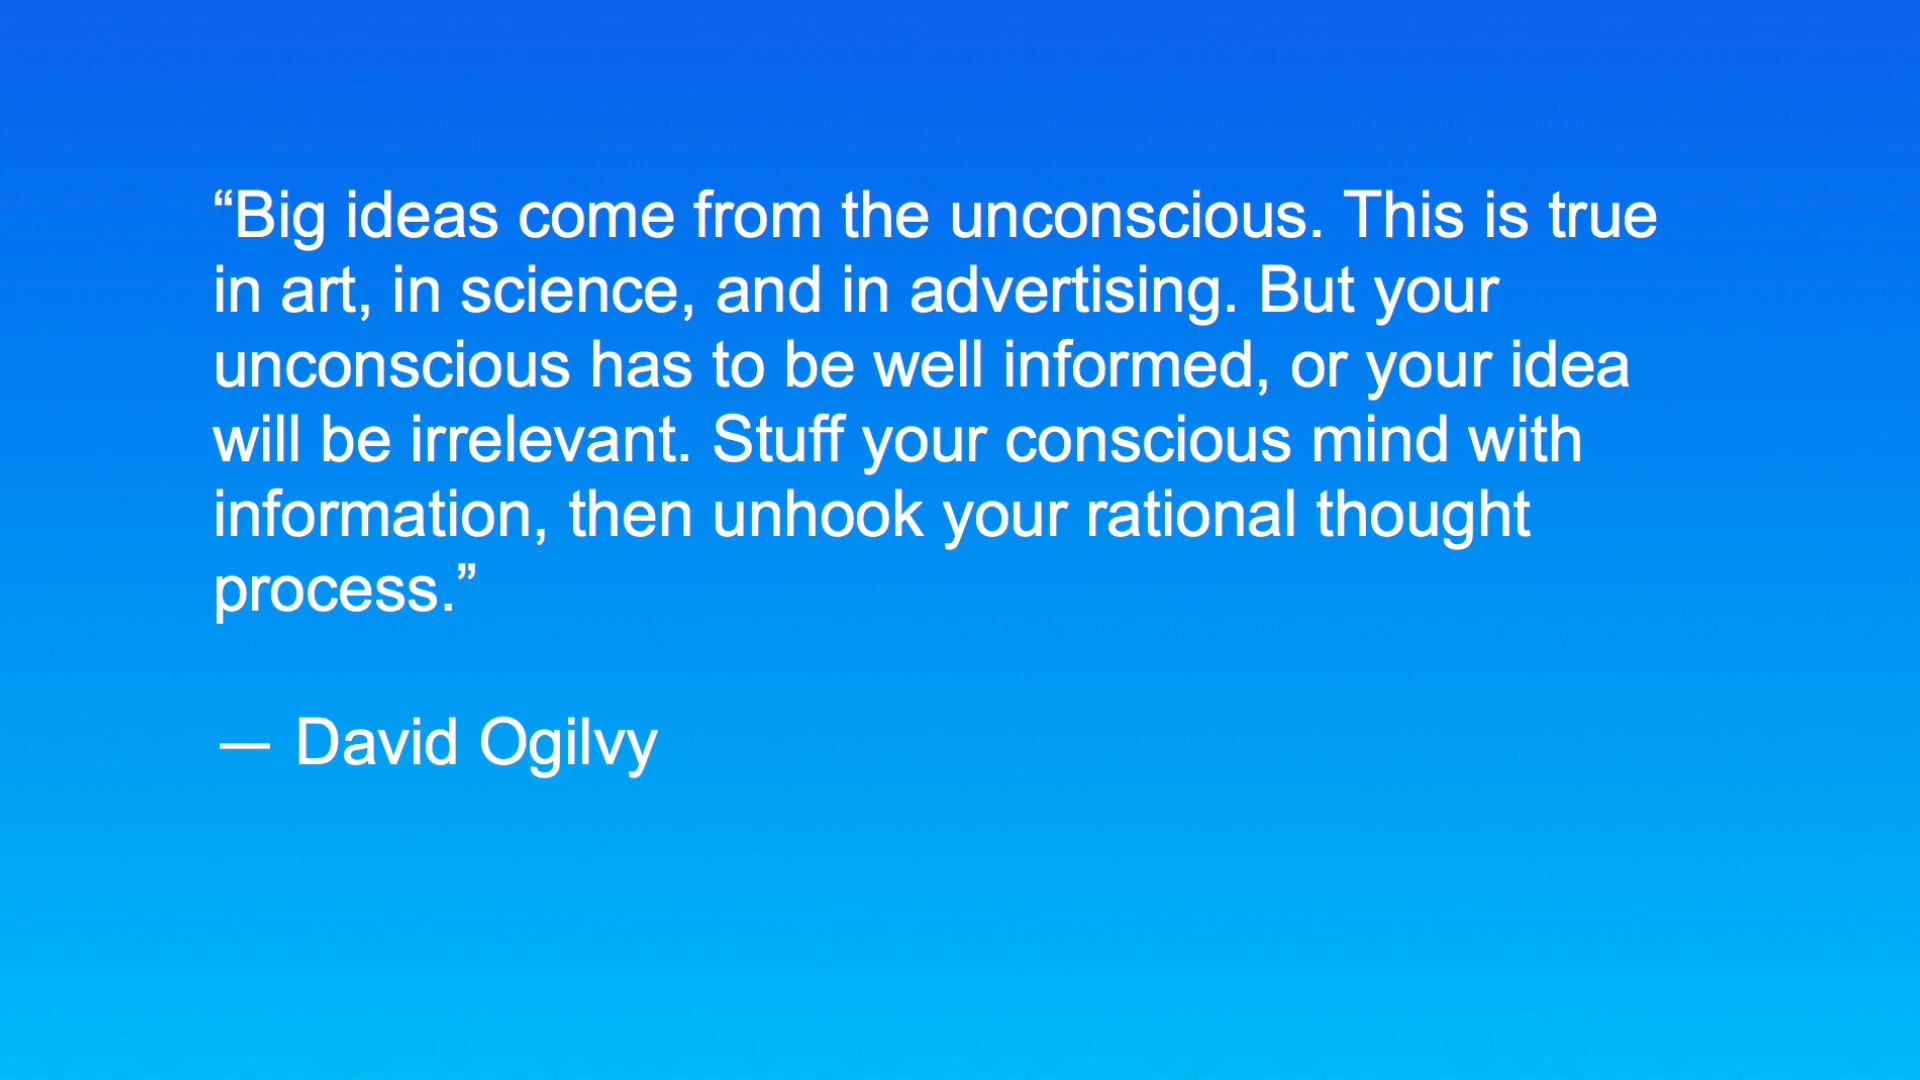 “Big ideas come from the unconscious. This is true
in art, in science, and in advertising. But your
unconscious has to be well informed, or your idea
will be irrelevant. Stuff your conscious mind with
information, then unhook your rational thought
process.”
— David Ogilvy